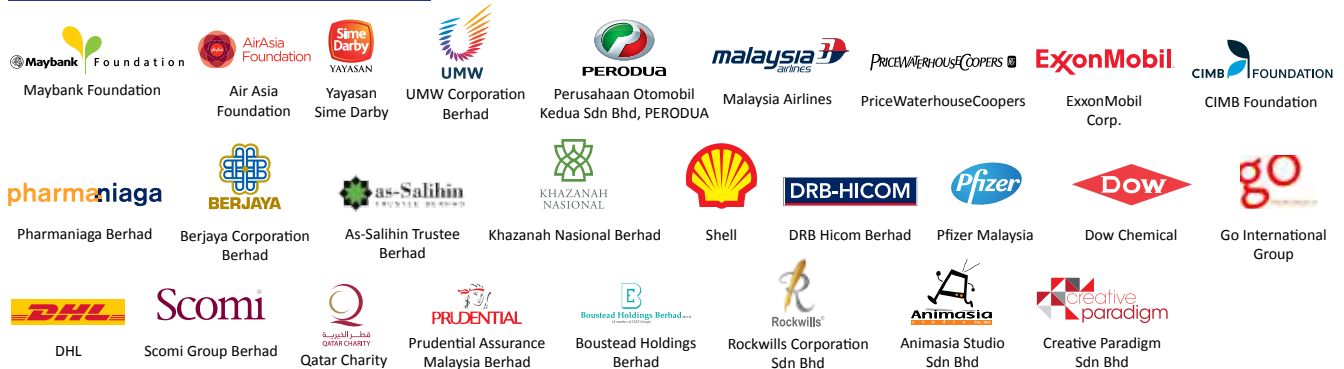 Maybank Foundation
AirAsia
Foundation
Sime
Darby
YAYASAN
UMW
PERODUA
malaysia
airlines
PRICEWATERHOUSECOOPERS
ExxonMobil
CIMB FOUNDATION
Maybank Foundation
Air Asia
Foundation
Yayasan
Sime Darby
UMW Corporation
Berhad
Perusahaan Otomobil
Kedua Sdn Bhd, PERODUA
Malaysia Airlines
PriceWaterhouseCoopers
ExxonMobil
Corp.
CIMB Foundation
pharmaniaga
BERJAYA
as-Salihin
TRUSTEE BERHAD
KHAZANAH
NASIONAL
DRB-HICOM
Pfizer
Dow
go
Pharmaniaga Berhad
Berjaya Corporation
Berhad
As-Salihin Trustee
Berhad
Khazanah Nasional Berhad
Shell
DRB Hicom Berhad
Pfizer Malaysia
Dow Chemical
Go International
Group
DHL
Scomi
قطر الخيرية
QATAR CHARITY
PRUDENTIAL
Boustead Holdings Berhad
Rockwills®
Animasia
creative
paradigm
DHL
Scomi Group Berhad
Qatar Charity
Prudential Assurance
Malaysia Berhad
Boustead Holdings
Berhad
Rockwills Corporation
Sdn Bhd
Animasia Studio
Sdn Bhd
Creative Paradigm
Sdn Bhd